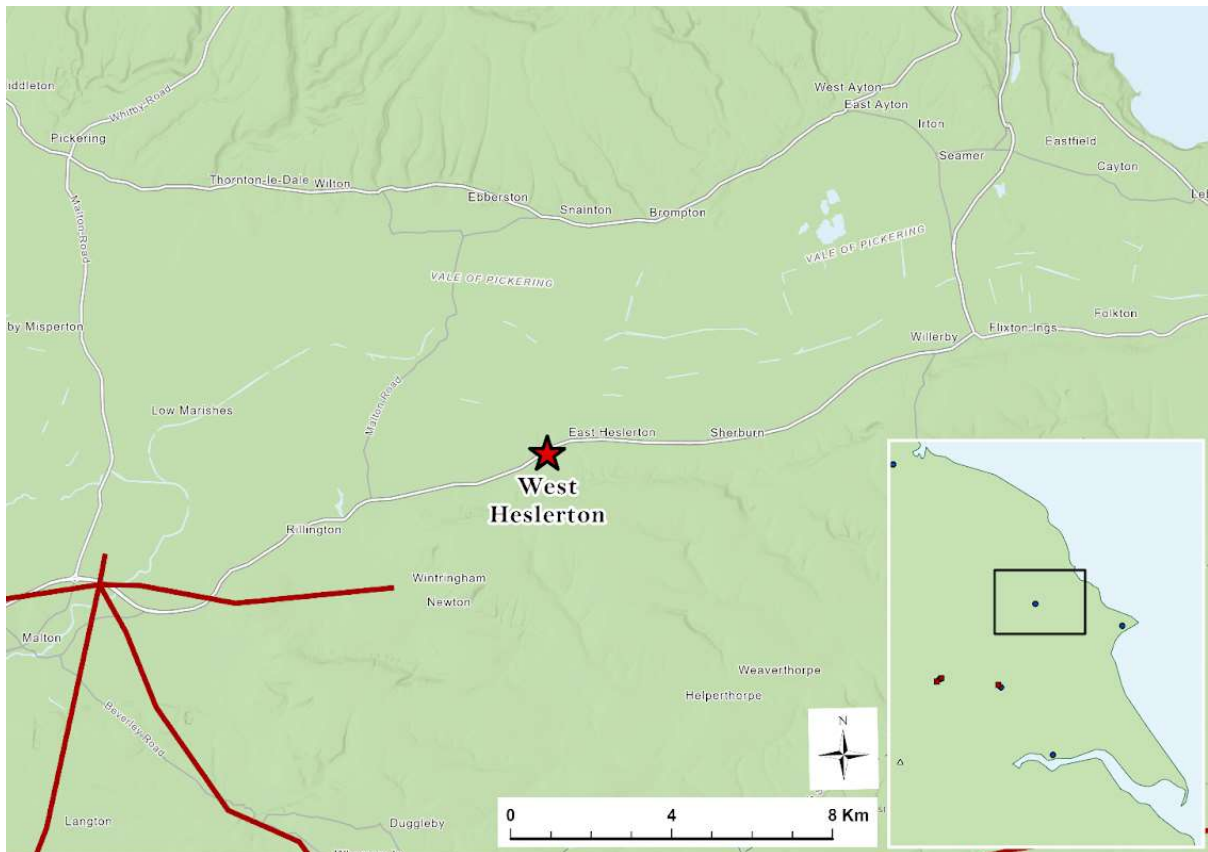 West Ayton
East Ayton
iddleton
Whitby Road
Irton
Pickering
Eastfield
Seamer
Cayton
Thornton-le-Dale
Wilton
Ebberston
Snainton
Brompton
Malton Road
VALE OF PICKERING
VALE OF PICKERING
by Misperton
Folkton
Flixton Ings
Willerby
Low Marishes
Malton Road
East Heslerton
Sherburn
West
Heslerton
Rillington
Wintringham
Newton
Malton
Weaverthorpe
Helperthorpe
Beverley Road
N
0
4
8 Km
Langton
Duggleby